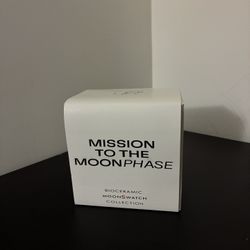 MISSION
TO THE
MOONPHASE
BIOCERAMIC
MOONSWATCH
COLLECTION